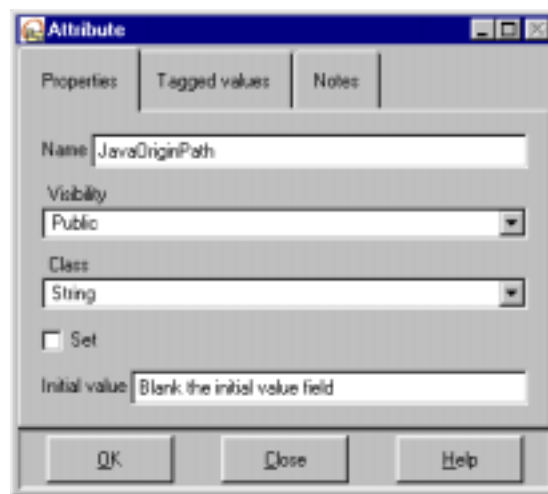 Attribute
Properties Tagged values Notes
Name JavaOriginPath
Visibility
Public
Class
String
Set
Initial value Blank the initial value field
OK Close Help